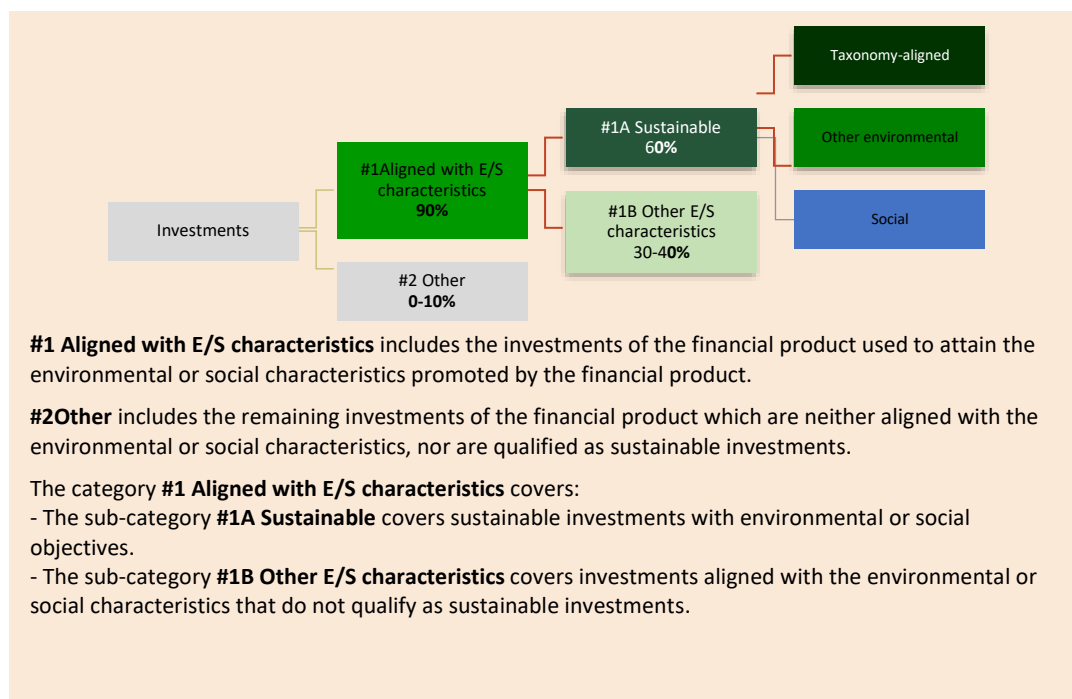 Taxonomy-aligned
#1A Sustainable
60%
Other environmental
#1Aligned with E/S
characteristics
90%
#1B Other E/S
characteristics
30-40%
Social
Investments
#2 Other
0-10%
#1 Aligned with E/S characteristics includes the investments of the financial product used to attain the
environmental or social characteristics promoted by the financial product.
#2Other includes the remaining investments of the financial product which are neither aligned with the
environmental or social characteristics, nor are qualified as sustainable investments.
The category #1 Aligned with E/S characteristics covers:
- The sub-category #1A Sustainable covers sustainable investments with environmental or social
objectives.
- The sub-category #1B Other E/S characteristics covers investments aligned with the environmental or
social characteristics that do not qualify as sustainable investments.